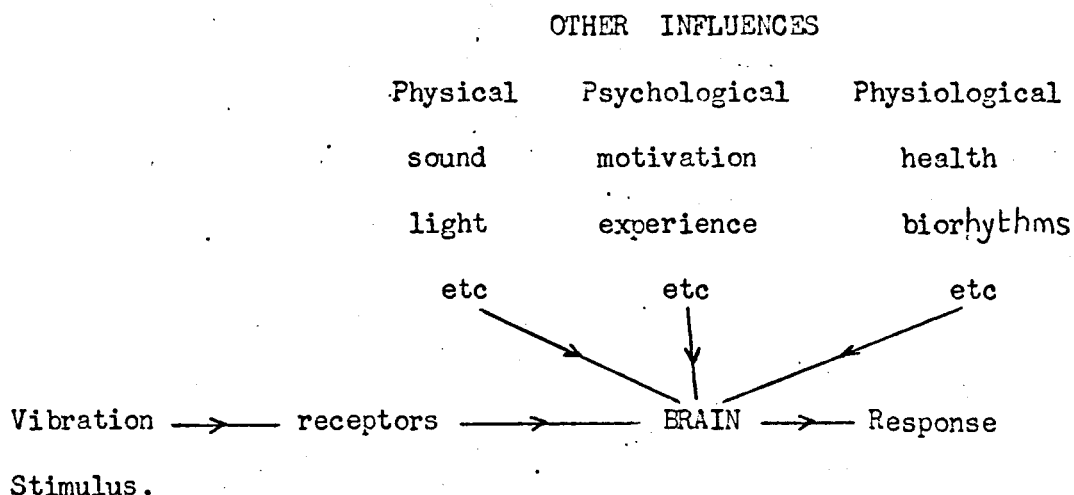 OTHER INFLUENCES
Physical Psychological Physiological
sound motivation health
light experience biorhythms
etc etc etc
Vibration receptors BRAIN Response
Stimulus.